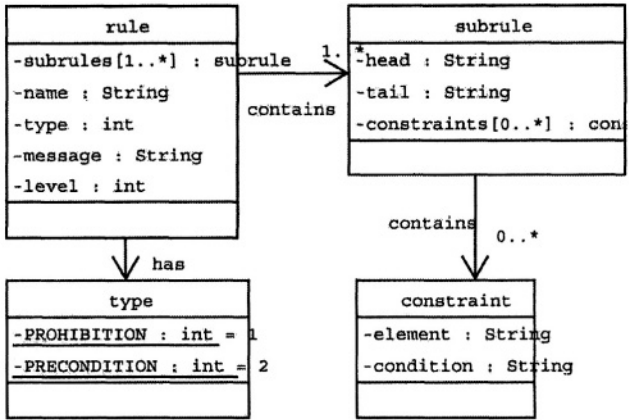 rule
-subrules[1..*] : subrule
-name : String
-type : int
-message : String
-level : int
1..*
contains
subrule
-head : String
-tail : String
-constraints[0..*] : con
has
contains
0..*
type
-PROHIBITION : int = 1
-PRECONDITION : int = 2
constraint
-element : String
-condition : String